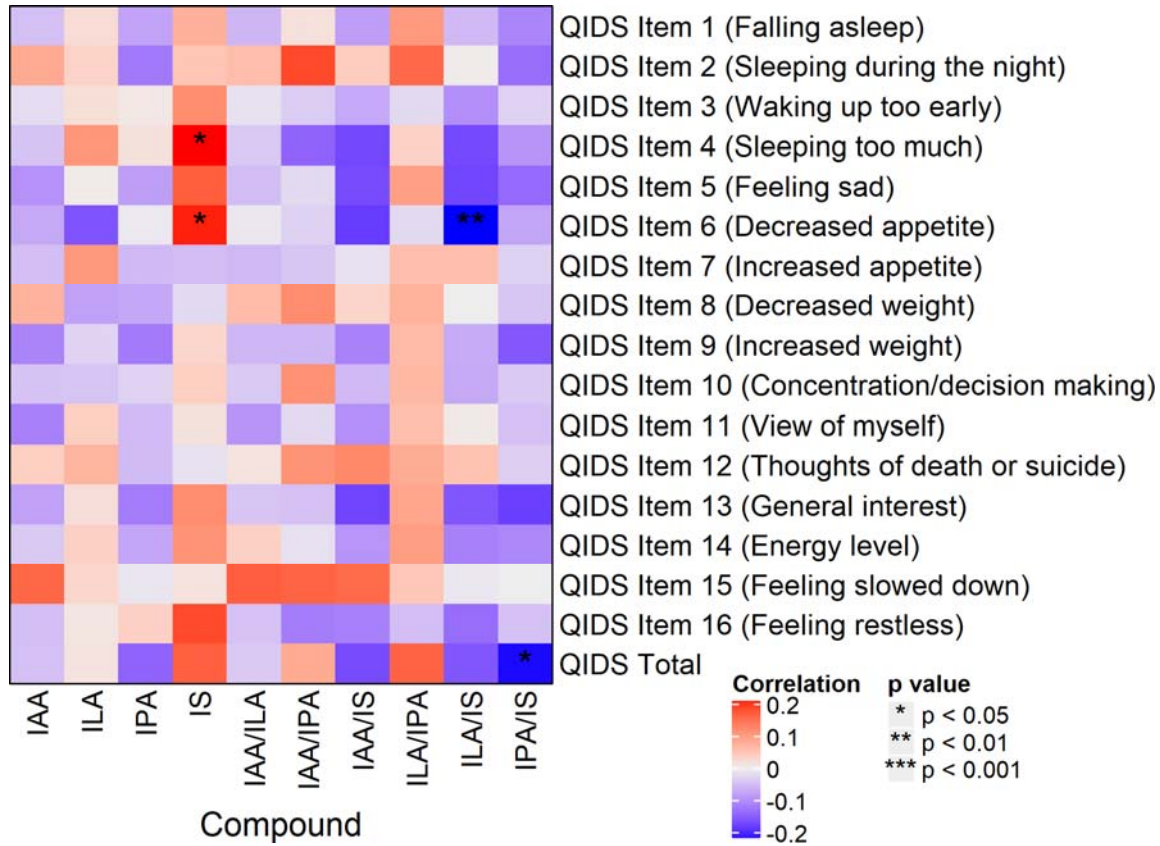 QIDS Item 1 (Falling asleep)
QIDS Item 2 (Sleeping during the night)
QIDS Item 3 (Waking up too early)
* QIDS Item 4 (Sleeping too much)
QIDS Item 5 (Feeling sad)
* ** QIDS Item 6 (Decreased appetite)
QIDS Item 7 (Increased appetite)
QIDS Item 8 (Decreased weight)
QIDS Item 9 (Increased weight)
QIDS Item 10 (Concentration/decision making)
QIDS Item 11 (View of myself)
QIDS Item 12 (Thoughts of death or suicide)
QIDS Item 13 (General interest)
QIDS Item 14 (Energy level)
QIDS Item 15 (Feeling slowed down)
QIDS Item 16 (Feeling restless)
* QIDS Total
IAA
ILA
IPA
IS
IAA/ILA
IAA/IPA
IAA/IS
ILA/IPA
ILA/IS
IPA/IS
Compound
Correlation
0.2
0.1
0
-0.1
-0.2
p value
* p < 0.05
** p < 0.01
*** p < 0.001